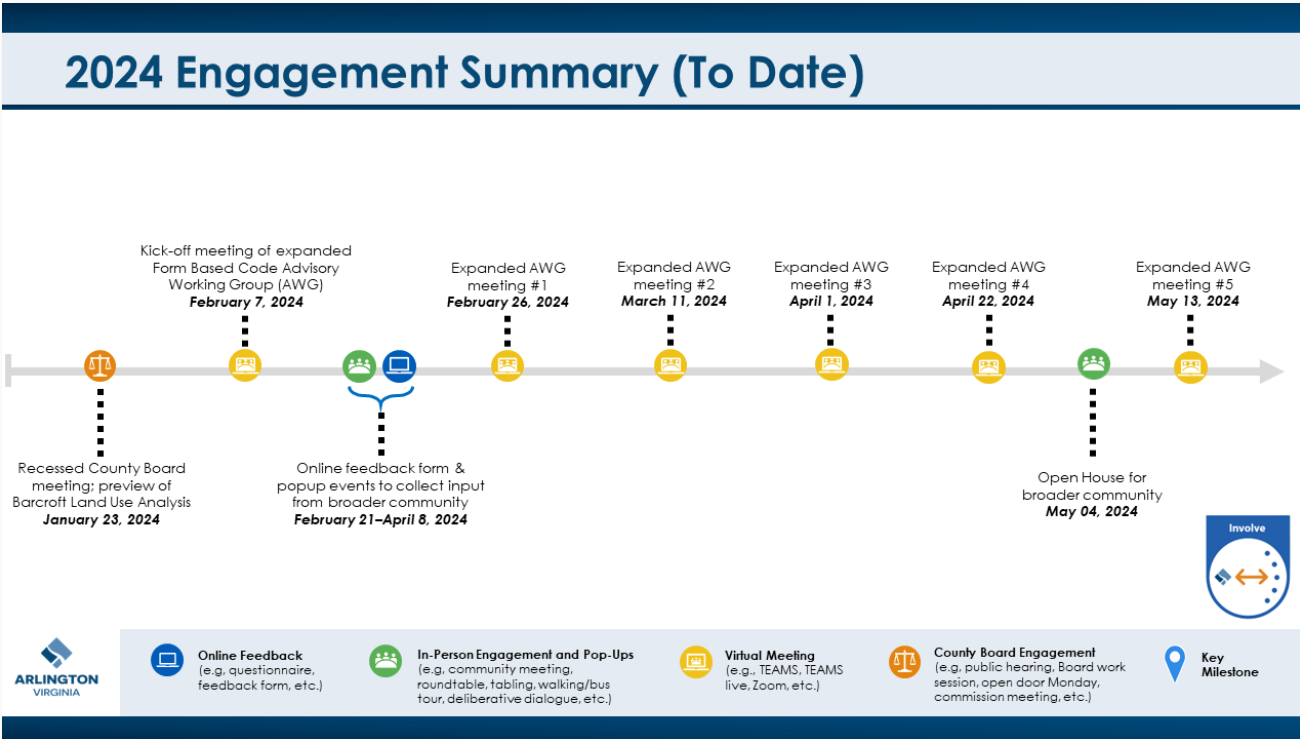 2024 Engagement Summary (To Date)
Kick-off meeting of expanded
Form Based Code Advisory
Working Group (AWG)
February 7, 2024
Expanded AWG
meeting #1
February 26, 2024
Expanded AWG
meeting #2
March 11, 2024
Expanded AWG
meeting #3
April 1, 2024
Expanded AWG
meeting #4
April 22, 2024
Expanded AWG
meeting #5
May 13, 2024
Recessed County Board
meeting; preview of
Barcroft Land Use Analysis
January 23, 2024
Online feedback form &
popup events to collect input
from broader community
February 21–April 8, 2024
Open House for
broader community
May 04, 2024
Involve
ARLINGTON
VIRGINIA
Online Feedback
(e.g, questionnaire,
feedback form, etc.)
In-Person Engagement and Pop-Ups
(e.g, community meeting,
roundtable, tabling, walking/bus
tour, deliberative dialogue, etc.)
Virtual Meeting
(e.g., TEAMS, TEAMS
live, Zoom, etc.)
County Board Engagement
(e.g, public hearing, Board work
session, open door Monday,
commission meeting, etc.)
Key
Milestone